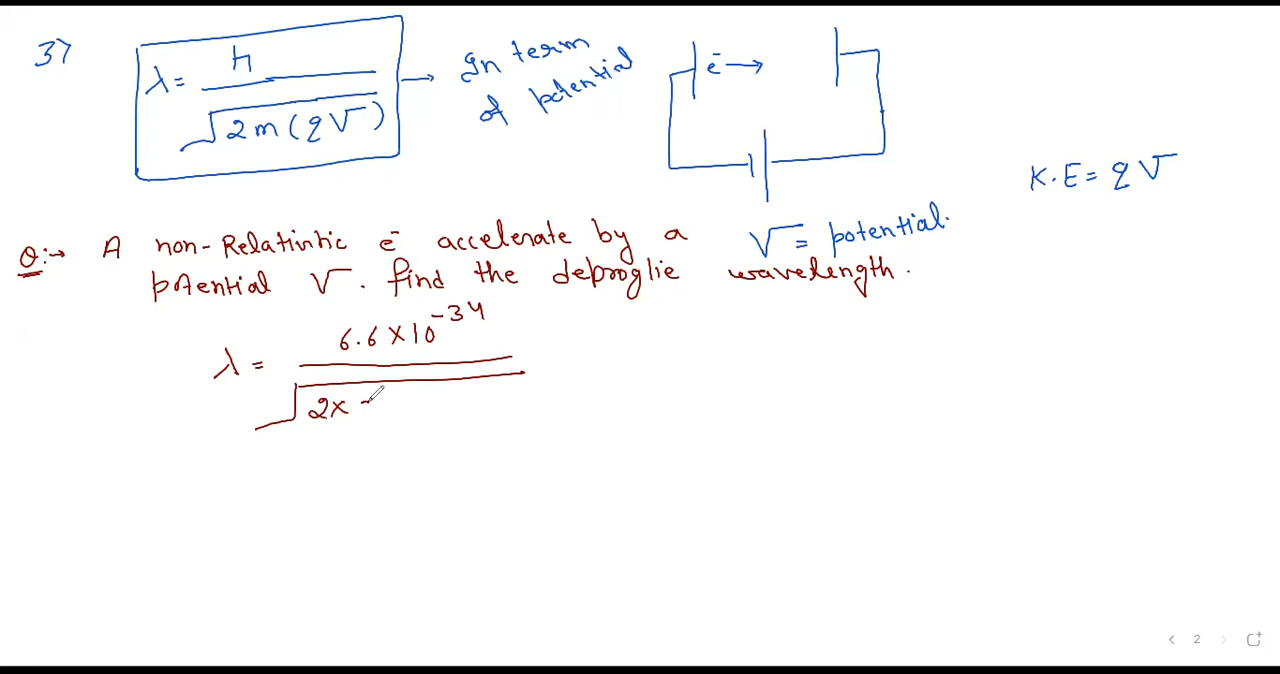 3>
λ = h / √2m(qV) → In term of potential
e⁻ →
K.E = qV
V = potential.
Q:→ A non-Relatintic e⁻ accelerate by a
potential V. find the debroglie wavelength.
λ = 6.6 × 10⁻³⁴ / √2×
2